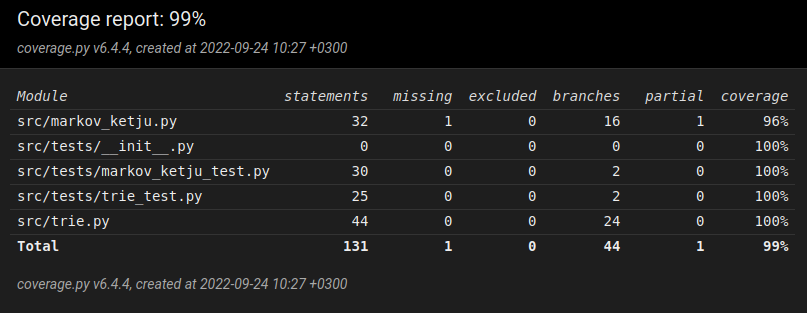 Coverage report: 99%
coverage.py v6.4.4, created at 2022-09-24 10:27 +0300
Module statements missing excluded branches partial coverage
src/markov_ketju.py 32 1 0 16 1 96%
src/tests/__init__.py 0 0 0 0 0 100%
src/tests/markov_ketju_test.py 30 0 0 2 0 100%
src/tests/trie_test.py 25 0 0 2 0 100%
src/trie.py 44 0 0 24 0 100%
Total 131 1 0 44 1 99%
coverage.py v6.4.4, created at 2022-09-24 10:27 +0300